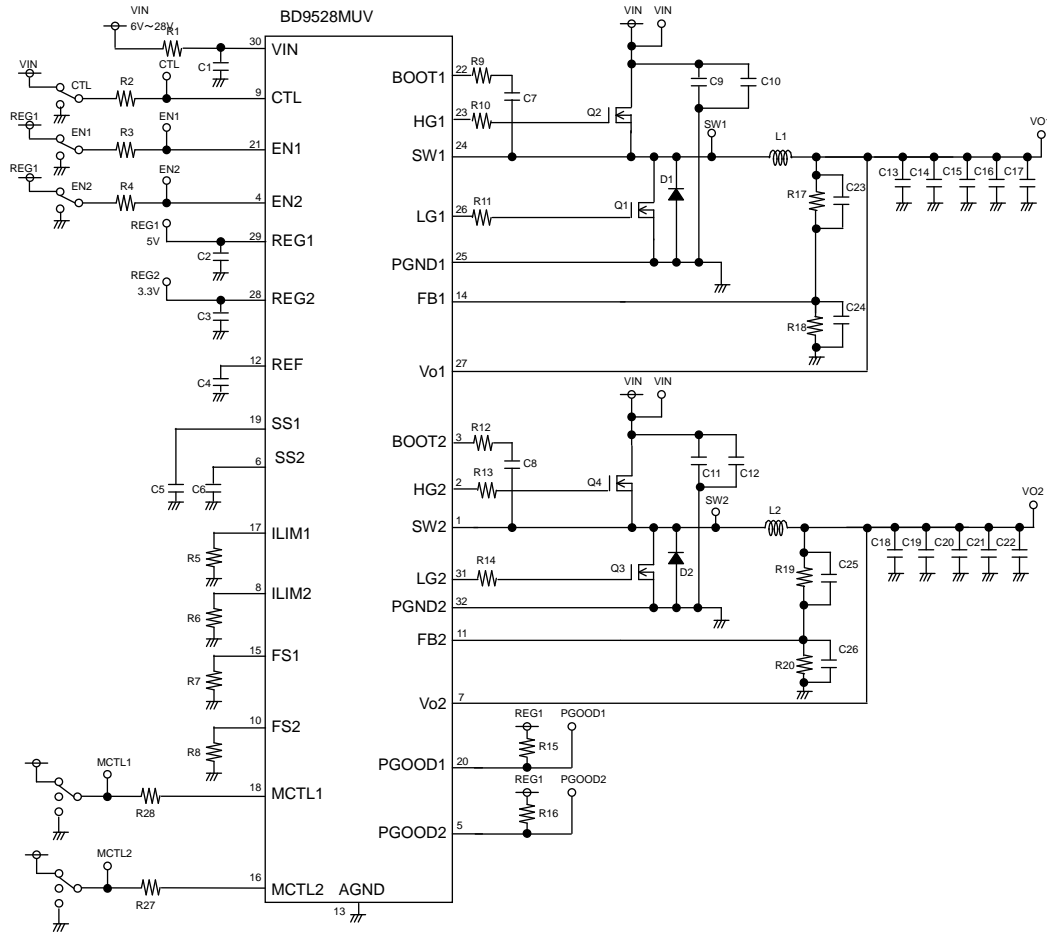 BD9528MUV
VIN
6V~28V
R1
30
VIN
C1
VIN
CTL
R2
CTL
9
CTL
REG1
EN1
R3
EN1
21
EN1
REG1
EN2
R4
EN2
4
EN2
REG1
5V
29
REG1
C2
REG2
3.3V
28
REG2
C3
12
REF
C4
19
SS1
C5
6
SS2
C6
17
ILIM1
R5
8
ILIM2
R6
15
FS1
R7
10
FS2
R8
MCTL1
R28
18
MCTL1
MCTL2
R27
16
MCTL2
AGND
13
VIN
VIN
BOOT1
22
R9
C7
C9
C10
HG1
23
R10
Q2
SW1
24
SW1
L1
VO1
C13
C14
C15
C16
C17
D1
R17
C23
LG1
26
R11
Q1
PGND1
25
FB1
14
C24
R18
Vo1
27
VIN
VIN
BOOT2
3
R12
C8
C11
C12
HG2
2
R13
Q4
SW2
1
SW2
L2
VO2
C18
C19
C20
C21
C22
R14
Q3
D2
R19
C25
LG2
31
PGND2
32
FB2
11
R20
C26
Vo2
7
REG1
PGOOD1
R15
PGOOD1
20
REG1
PGOOD2
R16
PGOOD2
5